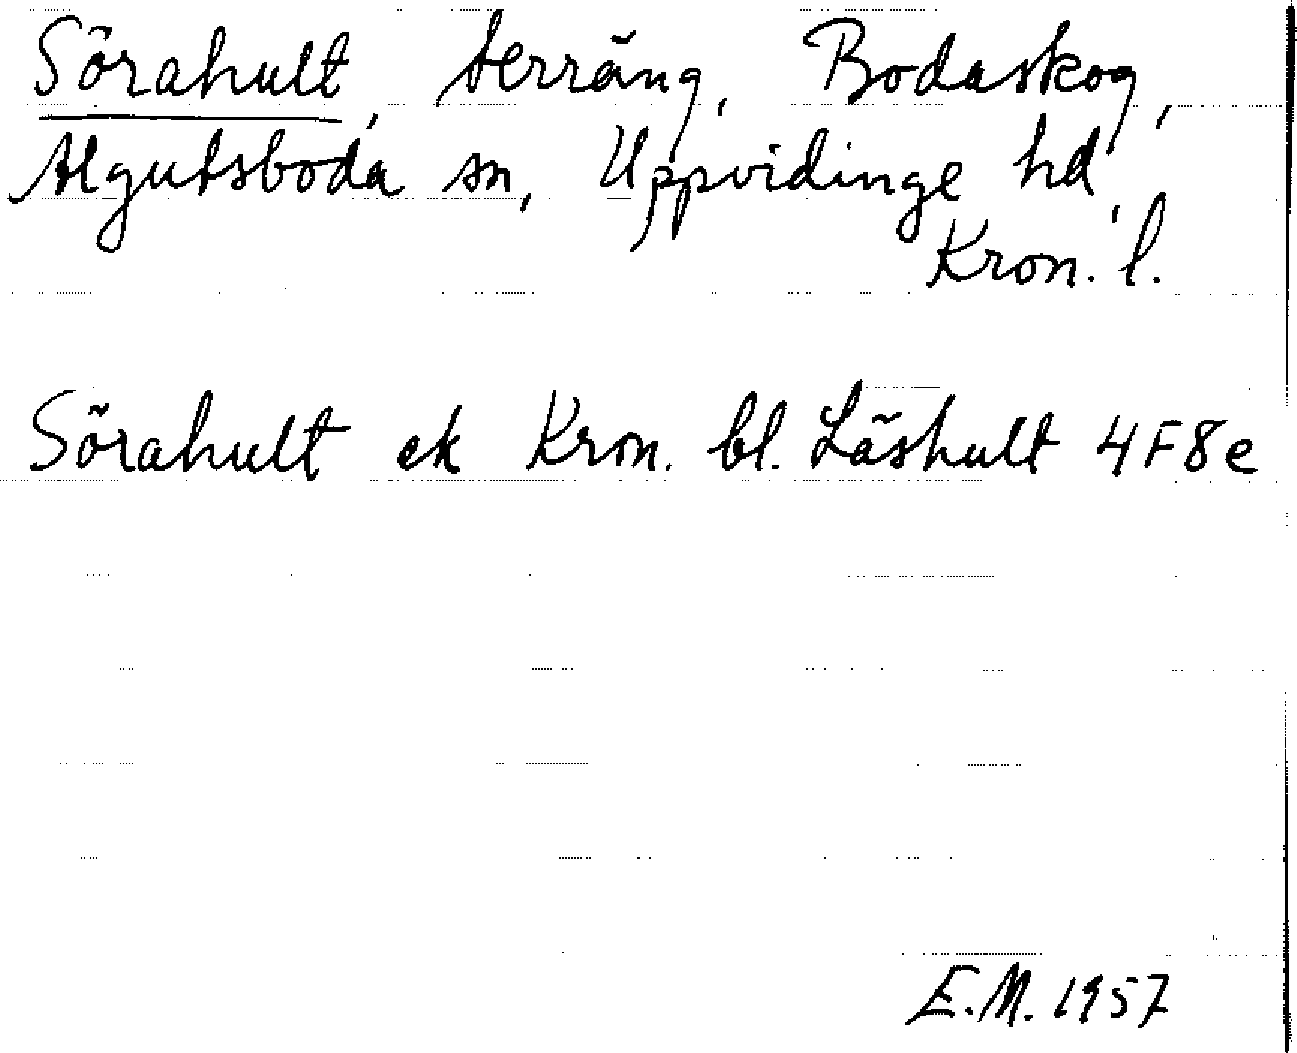 Sörahult, terräng, Bodaskog,
Algutsboda sn, Uppvidinge hd,
Kron. l.
Sörahult ek Kron. bl. Läshult 4F8e
E.M. 1957